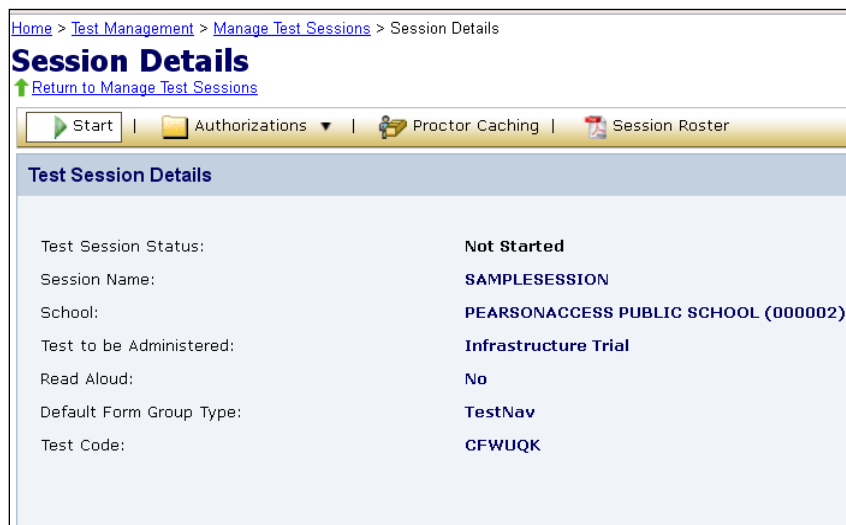 Home > Test Management > Manage Test Sessions > Session Details
Session Details
Return to Manage Test Sessions
Start | Authorizations ▼ | Proctor Caching | Session Roster
Test Session Details
Test Session Status: Not Started
Session Name: SAMPLESESSION
School: PEARSONACCESS PUBLIC SCHOOL (000002)
Test to be Administered: Infrastructure Trial
Read Aloud: No
Default Form Group Type: TestNav
Test Code: CFWUQK